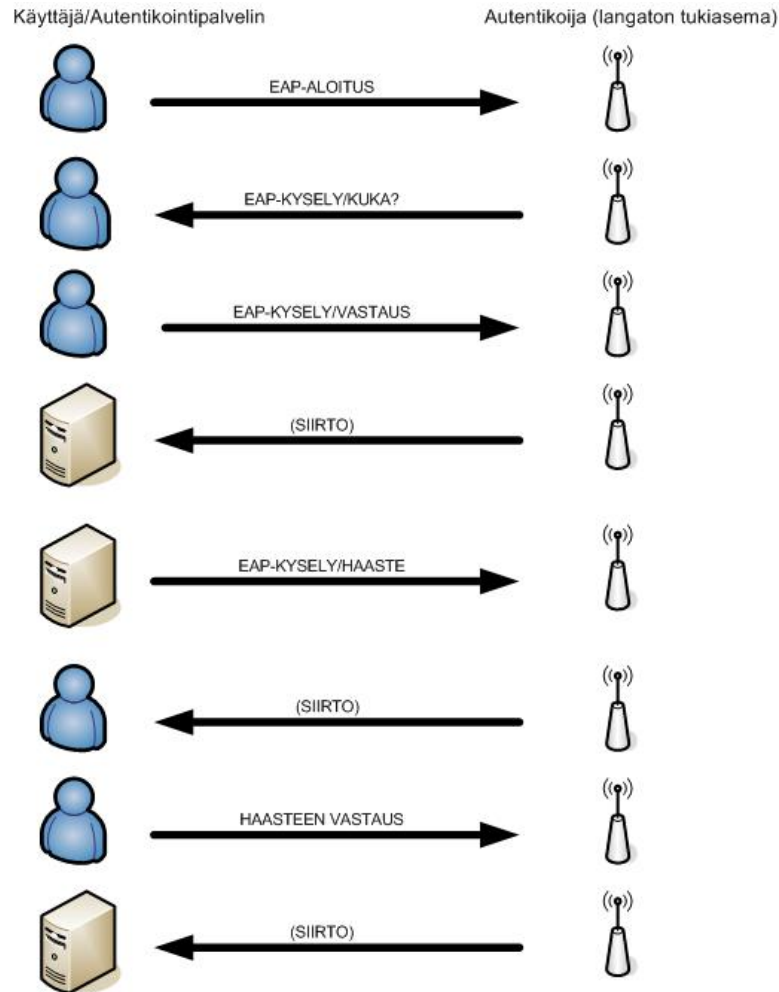 Käyttäjä/Autentikointipalvelin
Autentikoija (langaton tukiasema)
EAP-ALOITUS
EAP-KYSELY/KUKA?
EAP-KYSELY/VASTAUS
(SIIRTO)
EAP-KYSELY/HAASTE
(SIIRTO)
HAASTEEN VASTAUS
(SIIRTO)